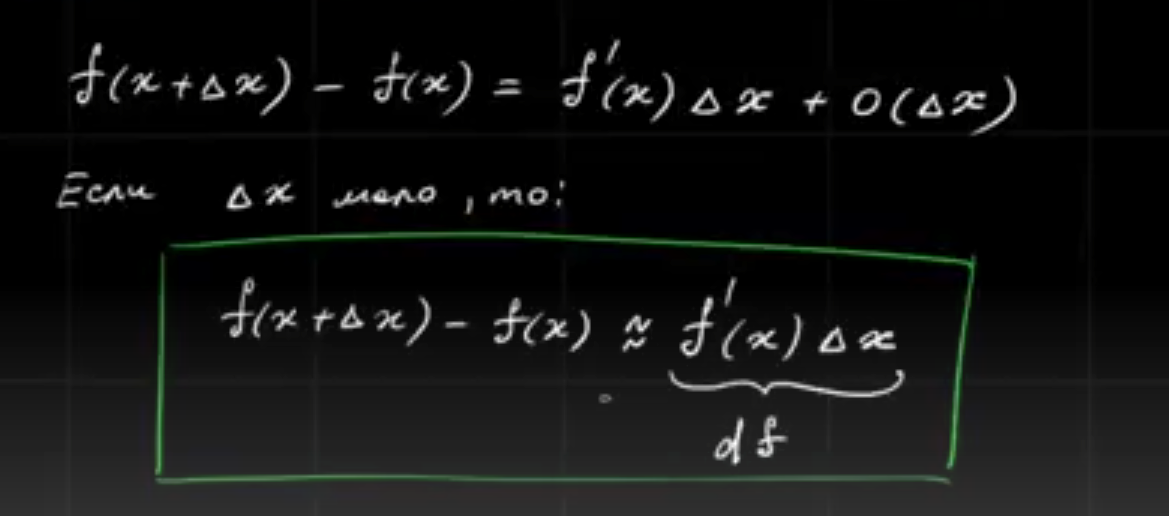 f(x+Δx) - f(x) = f'(x) Δx + o(Δx)
Если Δx мало, то:
f(x+Δx) - f(x) ≈ f'(x) Δx
df